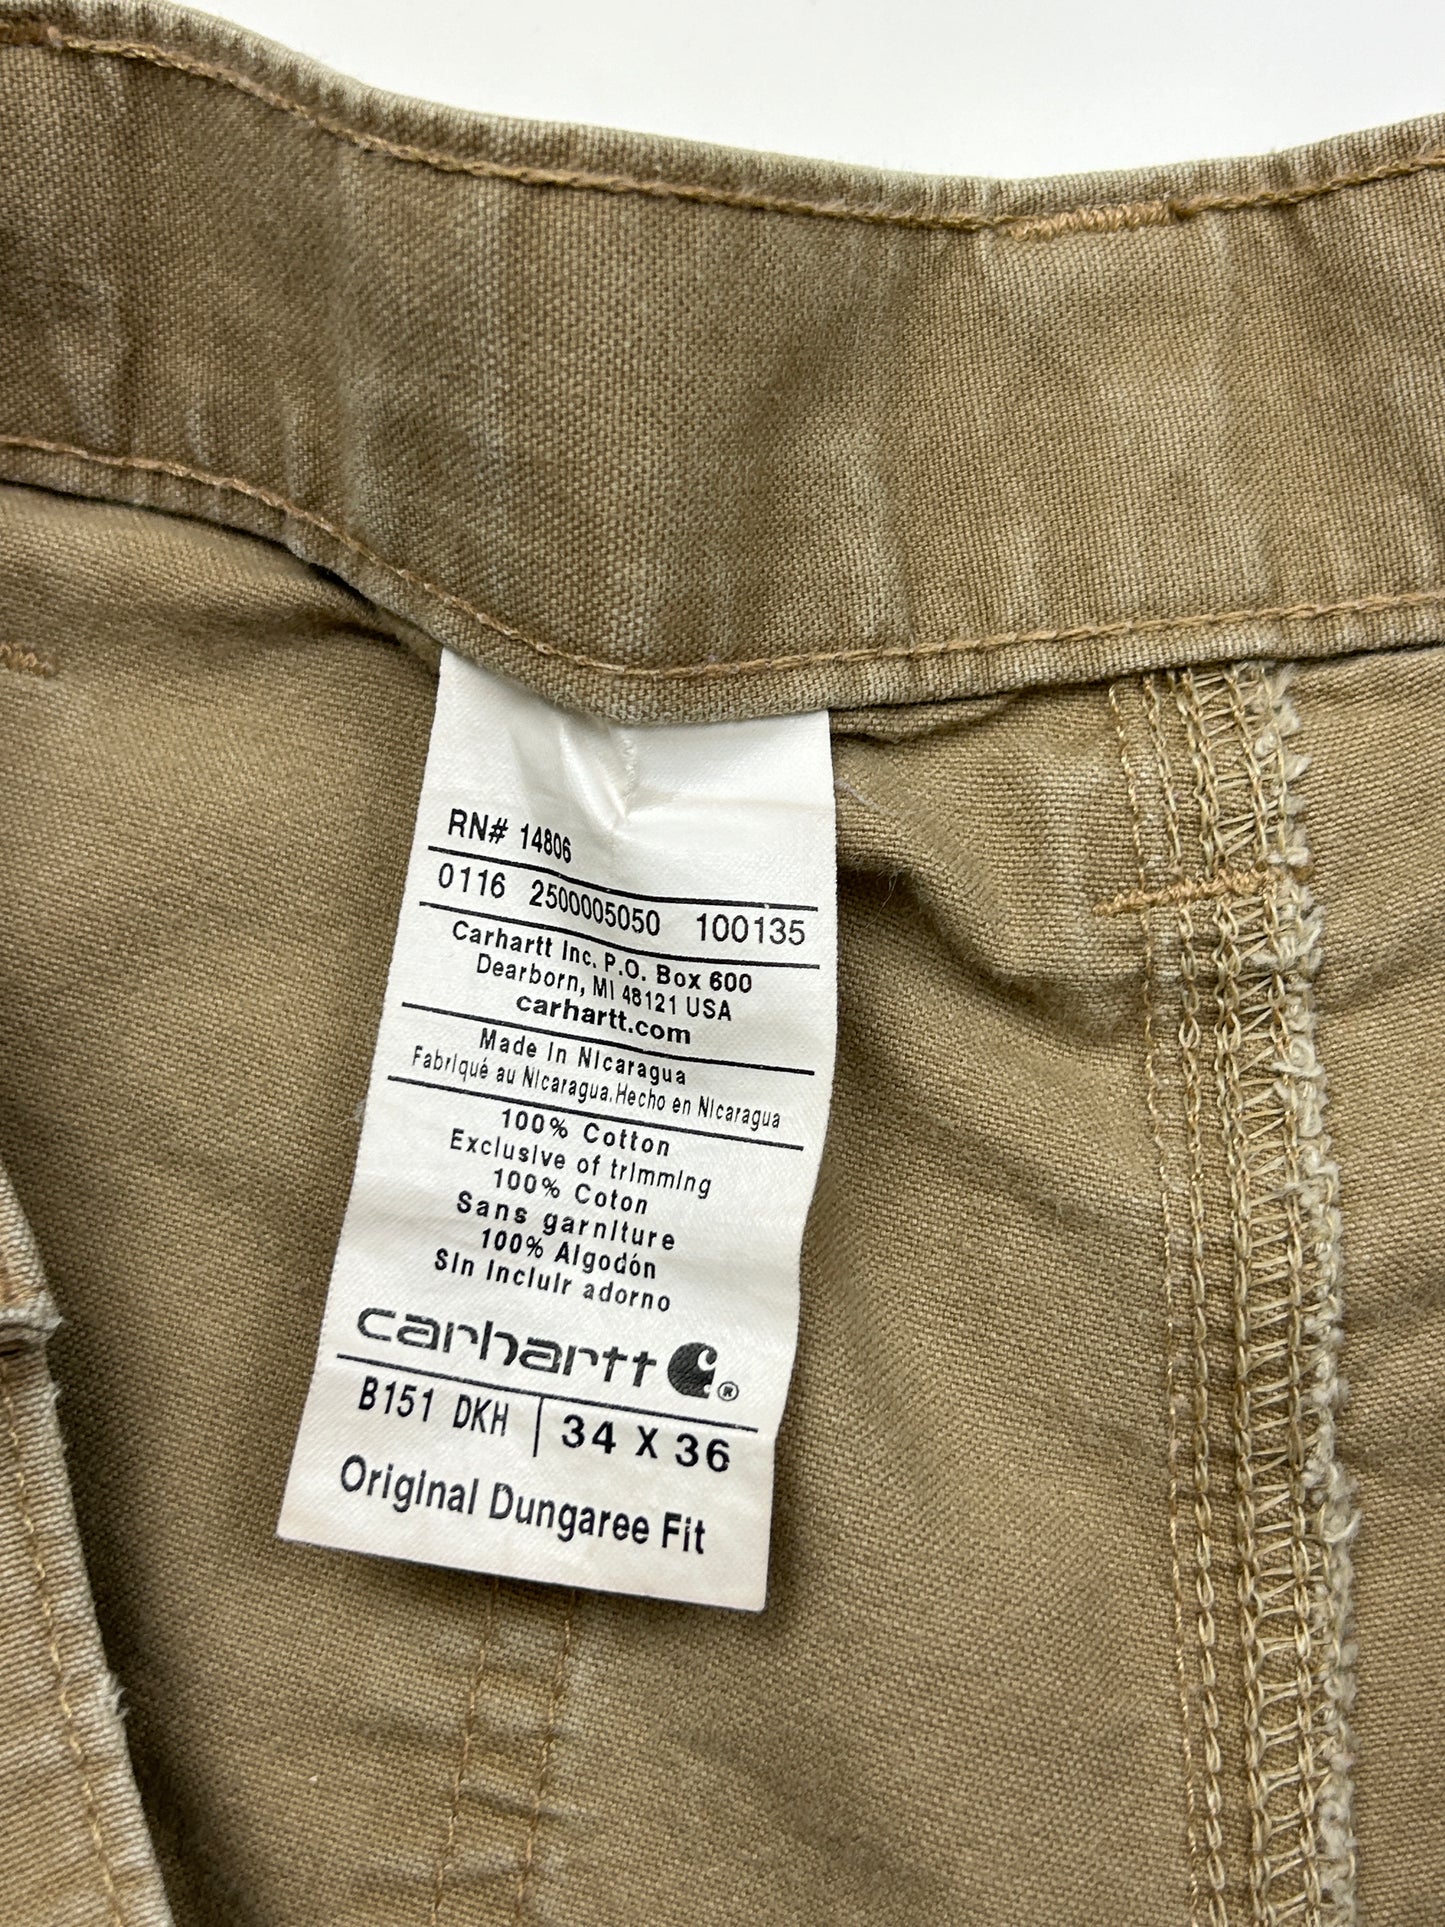 RN# 14806
0116 2500005050 100135
Carhartt Inc. P.O. Box 600
Dearborn, MI 48121 USA
carhartt.com
Made in Nicaragua
Fabriqué au Nicaragua.Hecho en Nicaragua
100% Cotton
Exclusive of trimming
100% Coton
Sans garniture
100% Algodón
Sin incluir adorno
carhartt ®
B151 DKH | 34 X 36
Original Dungaree Fit